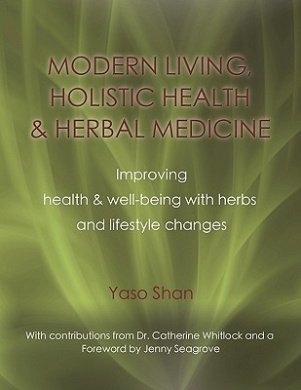 MODERN LIVING,
HOLISTIC HEALTH
& HERBAL MEDICINE
Improving
health & well-being with herbs
and lifestyle changes
Yaso Shan
With contributions from Dr. Catherine Whitlock and a
Foreword by Jenny Seagrove